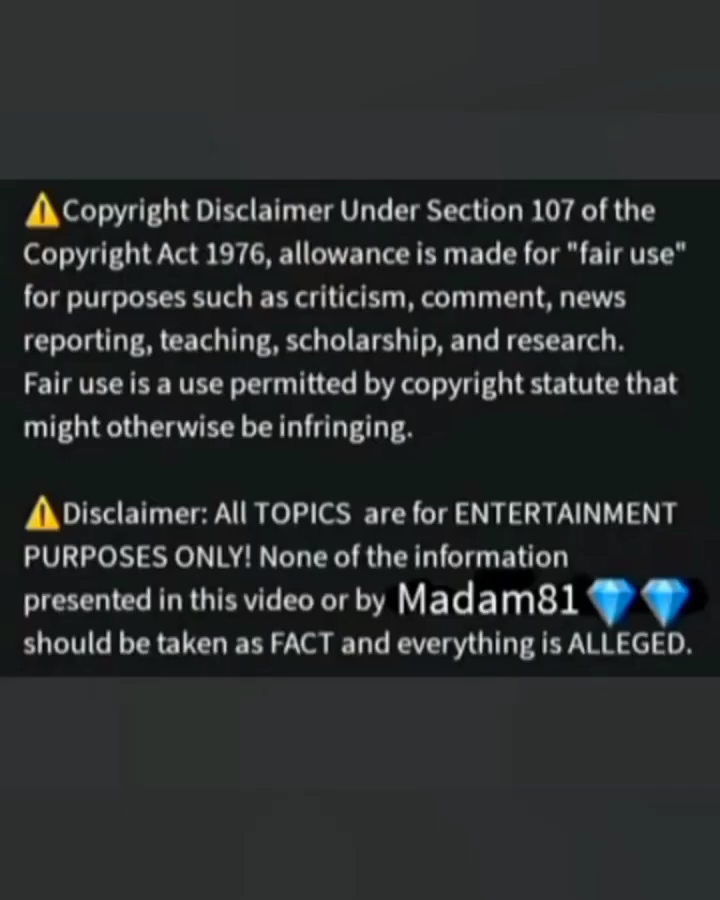 ⚠️Copyright Disclaimer Under Section 107 of the
Copyright Act 1976, allowance is made for "fair use"
for purposes such as criticism, comment, news
reporting, teaching, scholarship, and research.
Fair use is a use permitted by copyright statute that
might otherwise be infringing.
⚠️Disclaimer: All TOPICS are for ENTERTAINMENT
PURPOSES ONLY! None of the information
presented in this video or by Madam81💎💎
should be taken as FACT and everything is ALLEGED.